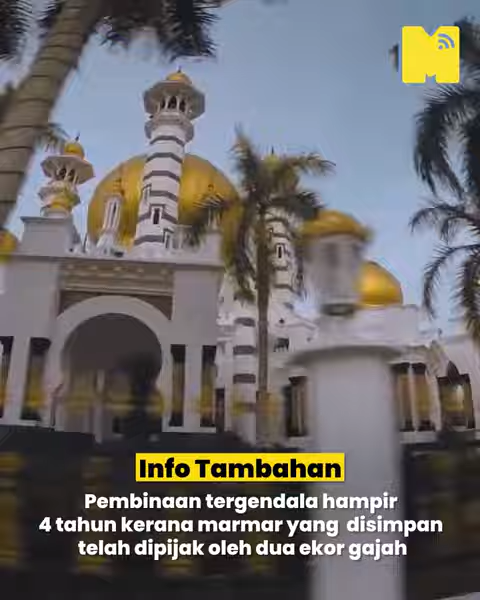 M
Info Tambahan
Pembinaan tergendala hampir
4 tahun kerana marmar yang disimpan
telah dipijak oleh dua ekor gajah